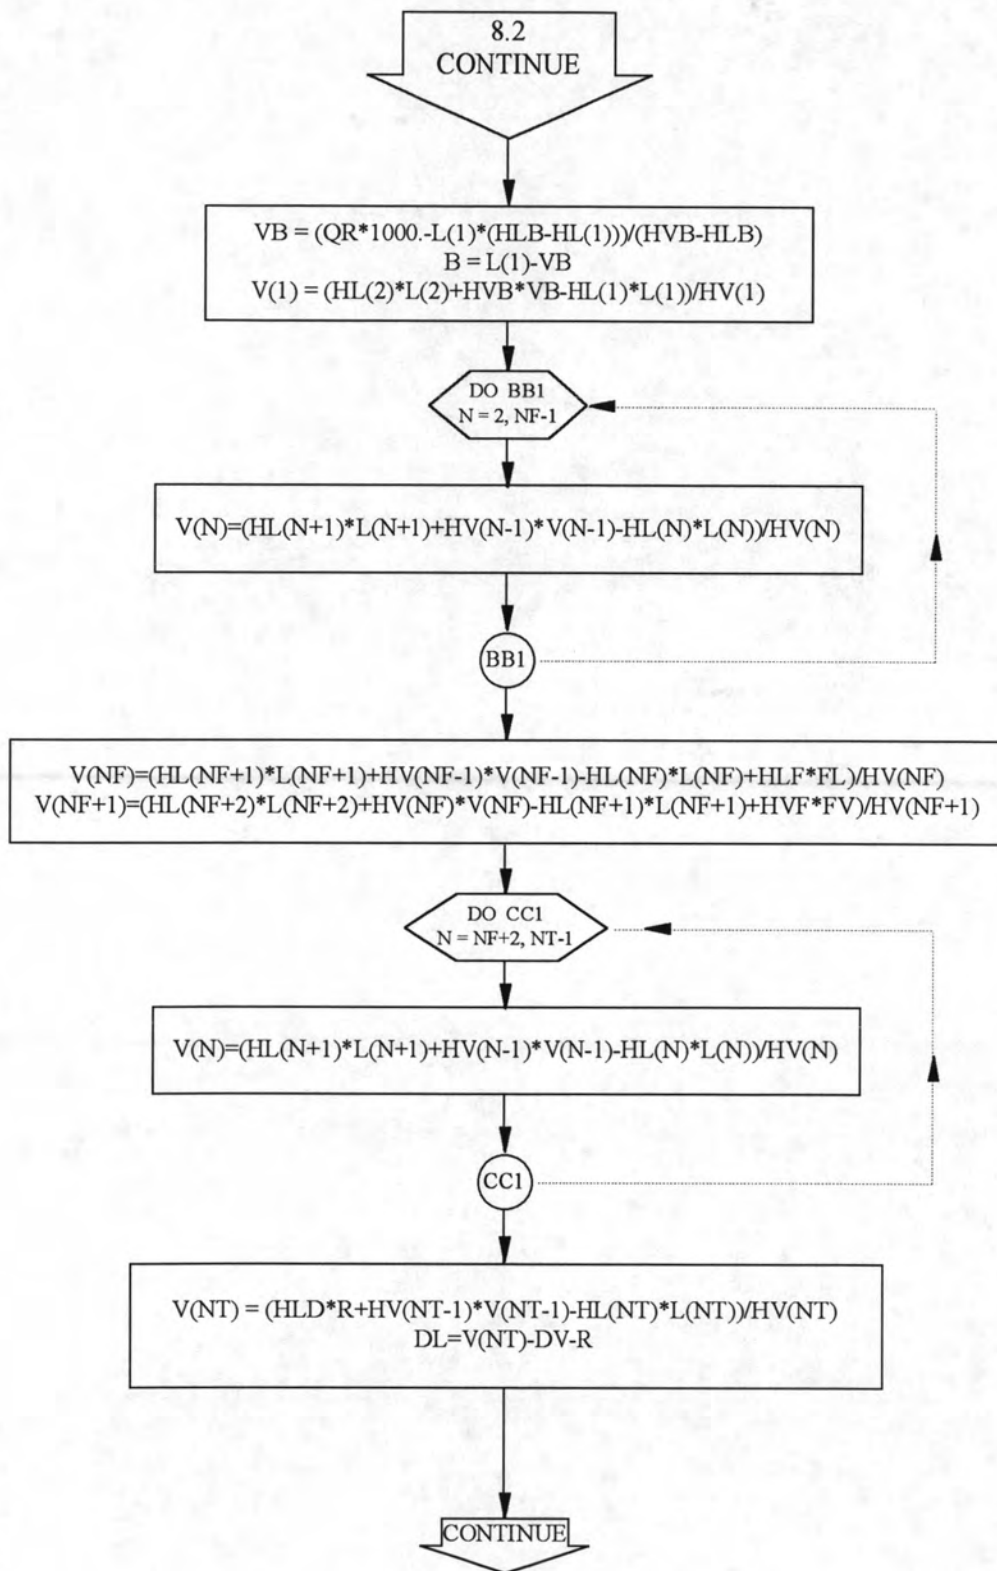 8.2
CONTINUE
VB = (QR*1000.-L(1)*(HLB-HL(1)))/(HVB-HLB)
B = L(1)-VB
V(1) = (HL(2)*L(2)+HVB*VB-HL(1)*L(1))/HV(1)
DO BB1
N = 2, NF-1
V(N)=(HL(N+1)*L(N+1)+HV(N-1)*V(N-1)-HL(N)*L(N))/HV(N)
BB1
V(NF)=(HL(NF+1)*L(NF+1)+HV(NF-1)*V(NF-1)-HL(NF)*L(NF)+HLF*FL)/HV(NF)
V(NF+1)=(HL(NF+2)*L(NF+2)+HV(NF)*V(NF)-HL(NF+1)*L(NF+1)+HVF*FV)/HV(NF+1)
DO CC1
N = NF+2, NT-1
V(N)=(HL(N+1)*L(N+1)+HV(N-1)*V(N-1)-HL(N)*L(N))/HV(N)
CC1
V(NT) = (HLD*R+HV(NT-1)*V(NT-1)-HL(NT)*L(NT))/HV(NT)
DL=V(NT)-DV-R
CONTINUE